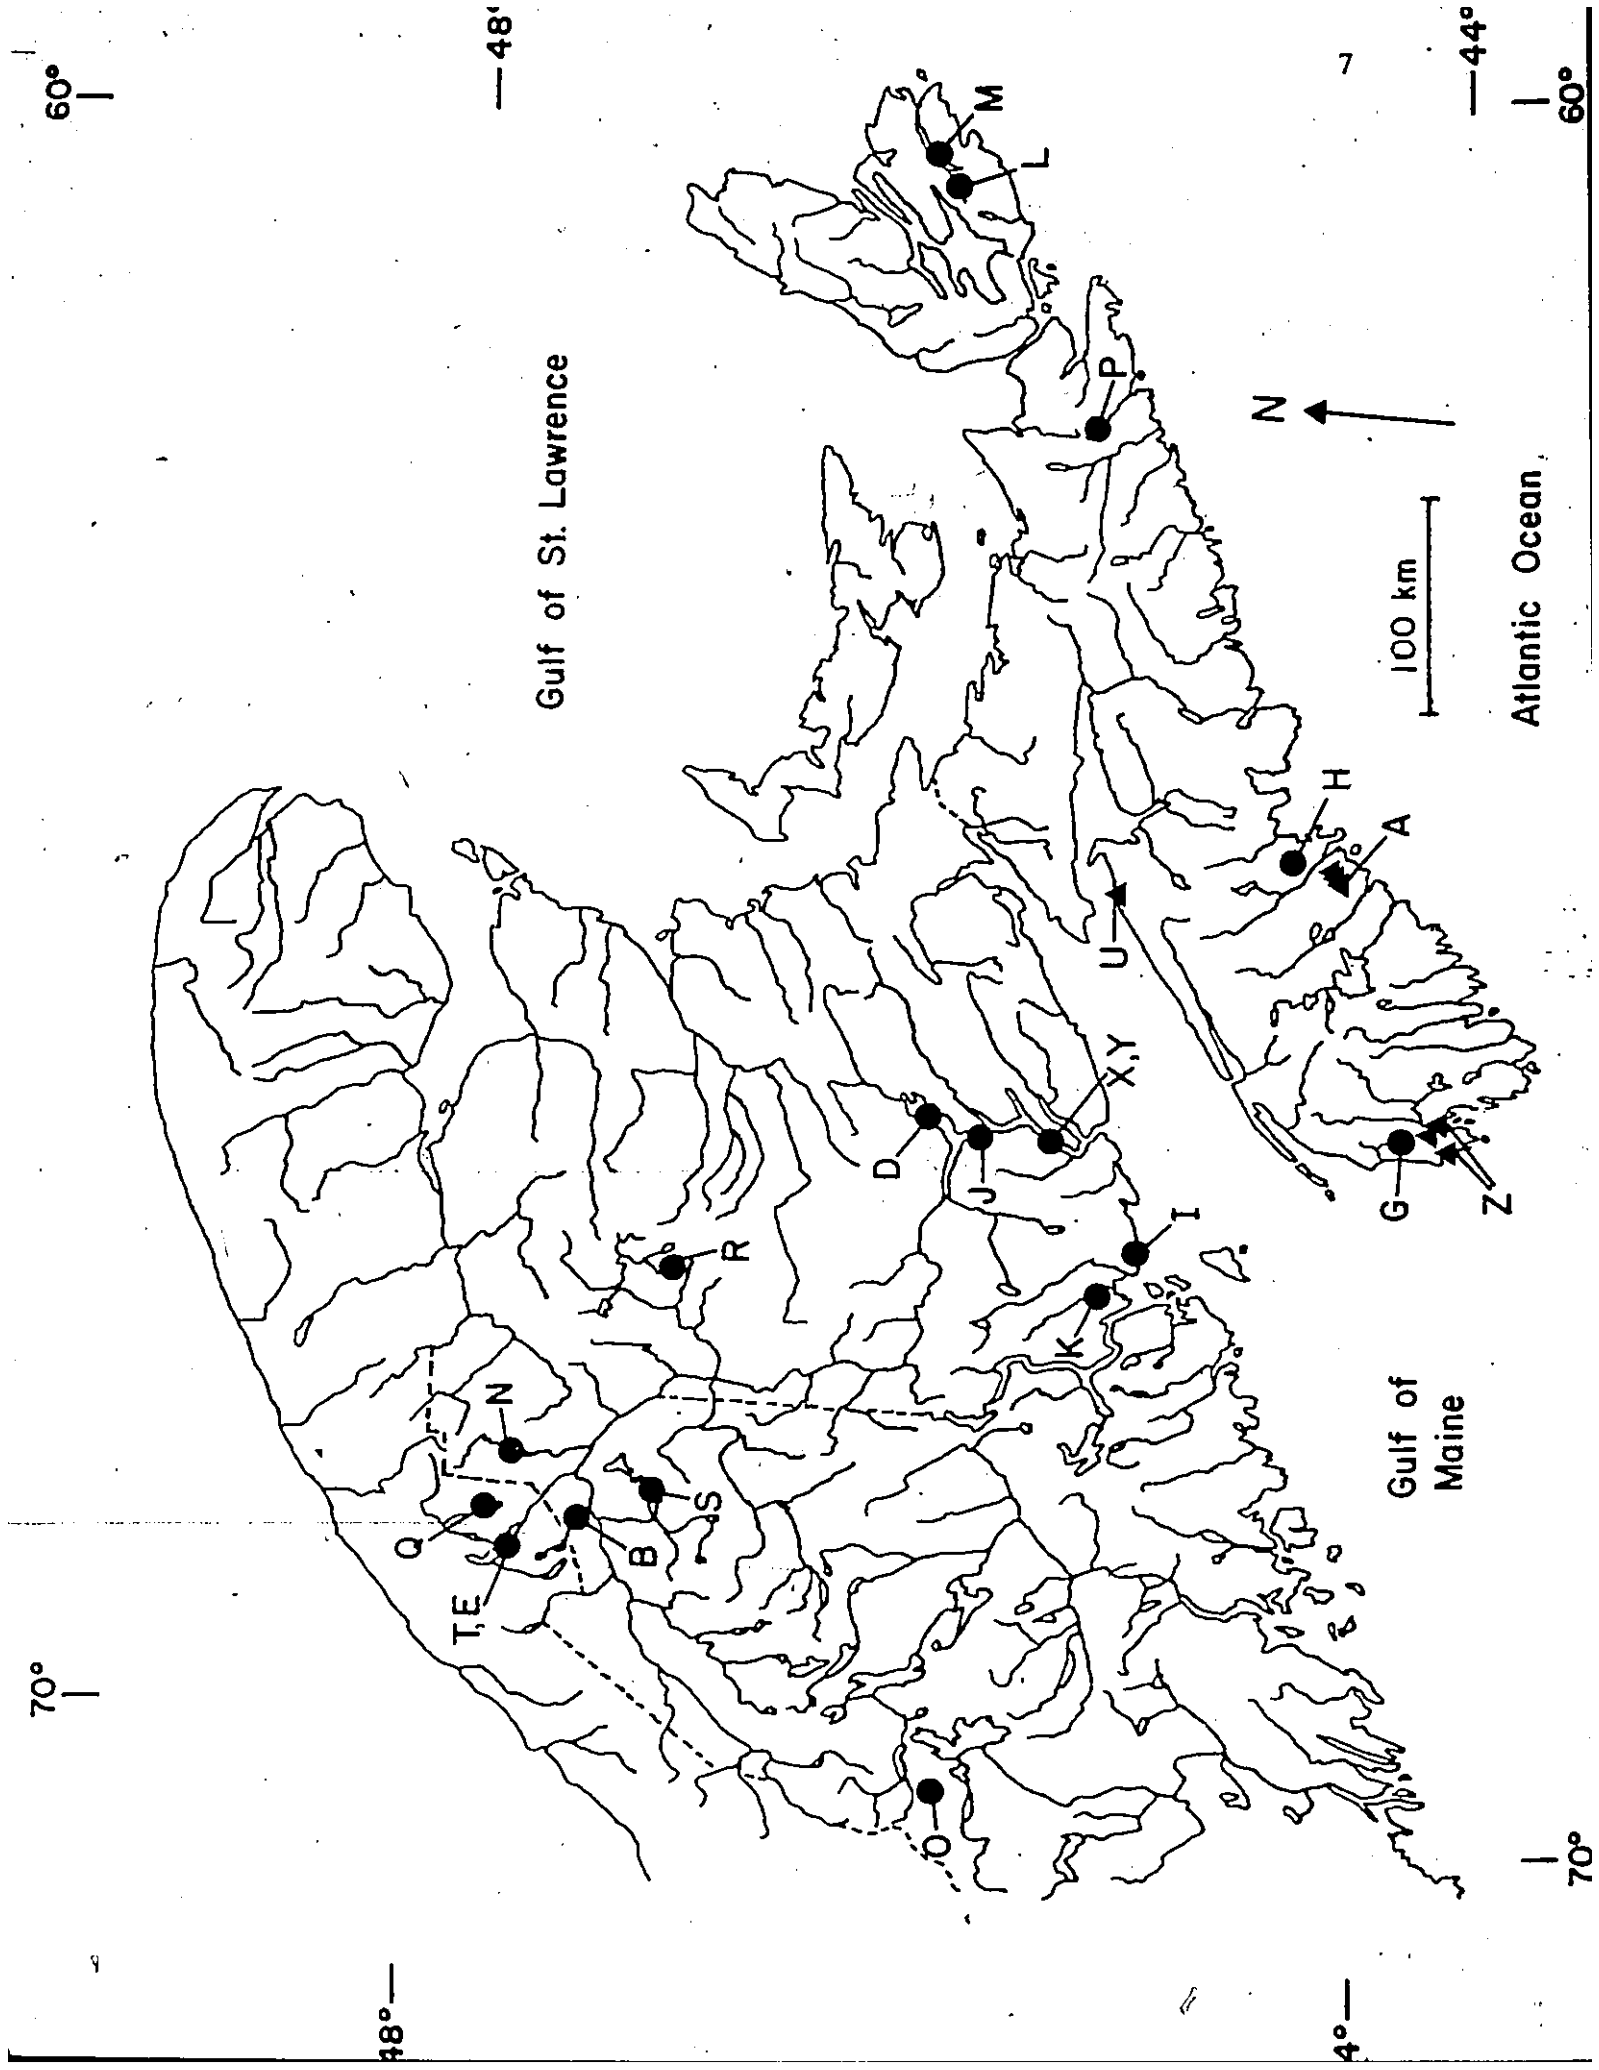 60°
48°
70°
48°
Gulf of St. Lawrence
M
L
P
N
100 km
Atlantic Ocean
H
A
U
X,Y
D
J
I
K
R
N
Q
T,E
B
S
O
G
Z
Gulf of
Maine
44°
60°
4°
70°
7